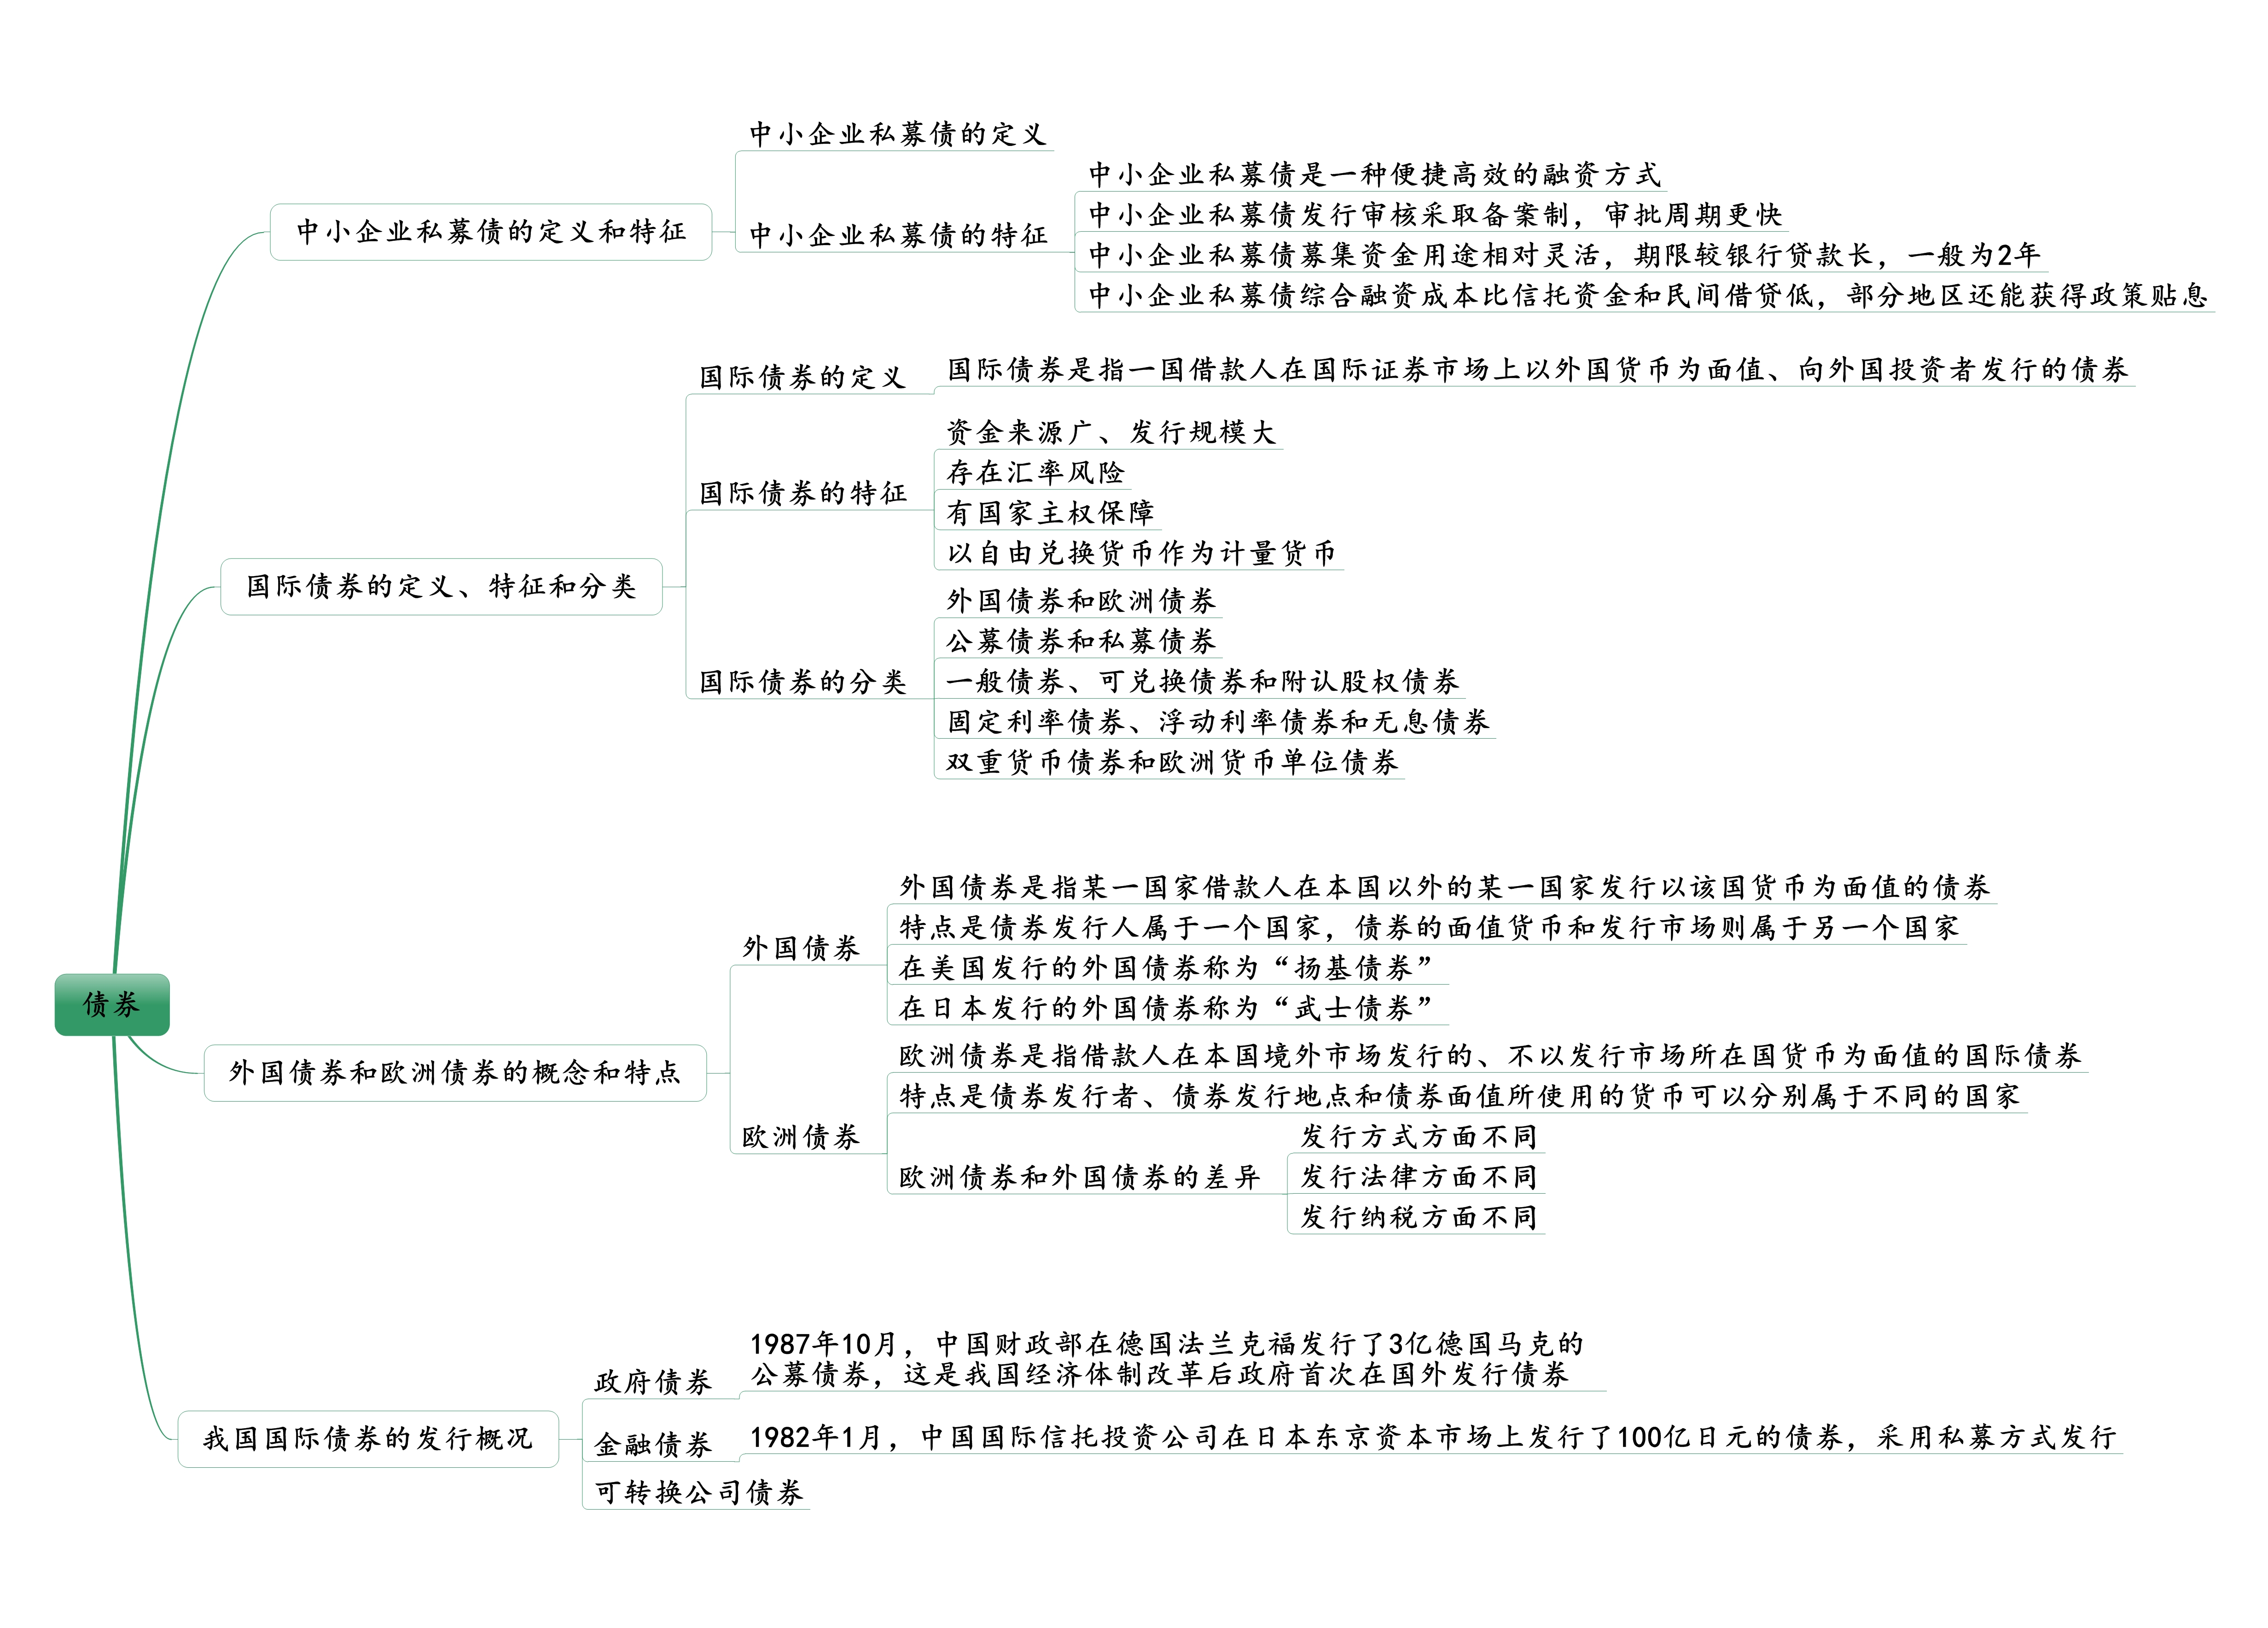 债券
中小企业私募债的定义和特征
中小企业私募债的定义
中小企业私募债的特征
中小企业私募债是一种便捷高效的融资方式
中小企业私募债发行审核采取备案制，审批周期更快
中小企业私募债募集资金用途相对灵活，期限较银行贷款长，一般为2年
中小企业私募债综合融资成本比信托资金和民间借贷低，部分地区还能获得政策贴息
国际债券的定义、特征和分类
国际债券的定义
国际债券是指一国借款人在国际证券市场上以外国货币为面值、向外国投资者发行的债券
国际债券的特征
资金来源广、发行规模大
存在汇率风险
有国家主权保障
以自由兑换货币作为计量货币
国际债券的分类
外国债券和欧洲债券
公募债券和私募债券
一般债券、可兑换债券和附认股权债券
固定利率债券、浮动利率债券和无息债券
双重货币债券和欧洲货币单位债券
外国债券和欧洲债券的概念和特点
外国债券
外国债券是指某一国家借款人在本国以外的某一国家发行以该国货币为面值的债券
特点是债券发行人属于一个国家，债券的面值货币和发行市场则属于另一个国家
在美国发行的外国债券称为“扬基债券”
在日本发行的外国债券称为“武士债券”
欧洲债券
欧洲债券是指借款人在本国境外市场发行的、不以发行市场所在国货币为面值的国际债券
特点是债券发行者、债券发行地点和债券面值所使用的货币可以分别属于不同的国家
欧洲债券和外国债券的差异
发行方式方面不同
发行法律方面不同
发行纳税方面不同
我国国际债券的发行概况
政府债券
1987年10月，中国财政部在德国法兰克福发行了3亿德国马克的
公募债券，这是我国经济体制改革后政府首次在国外发行债券
金融债券
1982年1月，中国国际信托投资公司在日本东京资本市场上发行了100亿日元的债券，采用私募方式发行
可转换公司债券